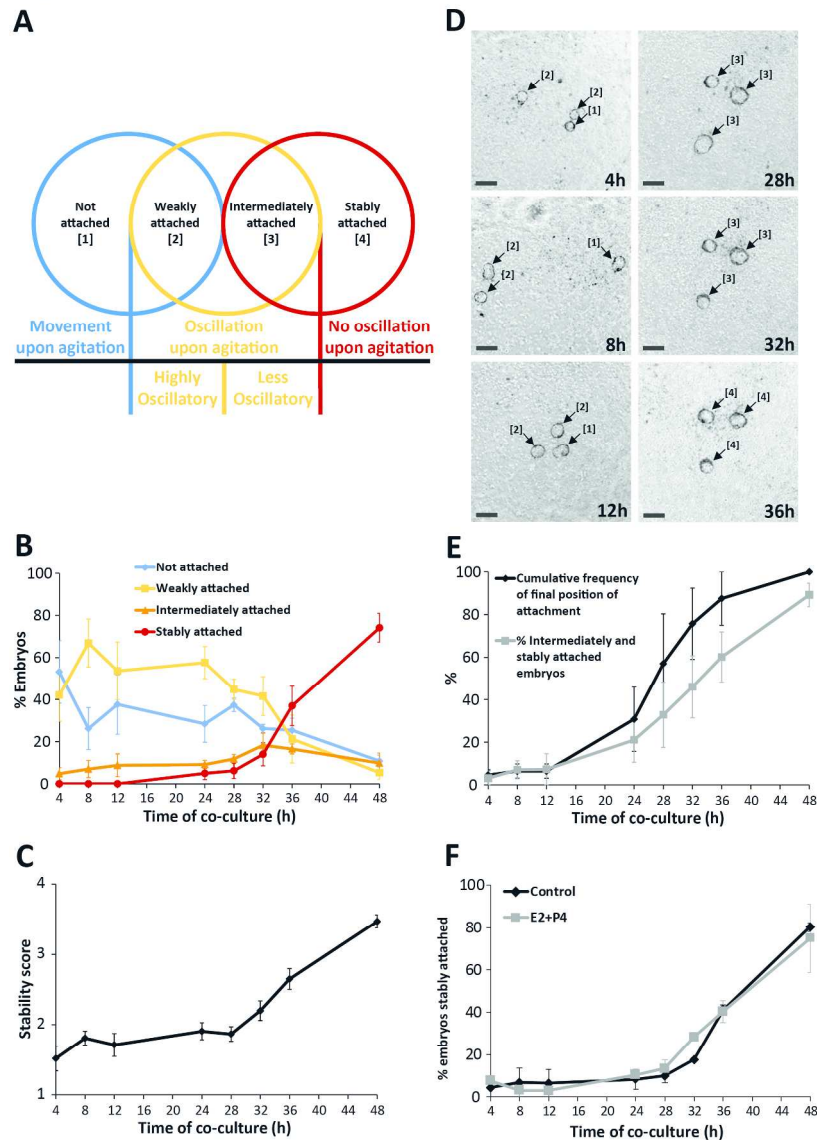 A
Not attached [1]
Weakly attached [2]
Intermediately attached [3]
Stably attached [4]
Movement upon agitation
Oscillation upon agitation
No oscillation upon agitation
Highly Oscillatory
Less Oscillatory
B
Not attached
Weakly attached
Intermediately attached
Stably attached
% Embryos
100
80
60
40
20
0
4 8 12 16 20 24 28 32 36 40 44 48
Time of co-culture (h)
C
Stability score
4
3
2
1
4 8 12 16 20 24 28 32 36 40 44 48
Time of co-culture (h)
D
[2]
[2]
[1]
4h
[3]
[3]
[3]
28h
[2]
[2]
[1]
8h
[3]
[3]
[3]
32h
[2]
[2]
[1]
12h
[4]
[4]
[4]
36h
E
Cumulative frequency
of final position of
attachment
% Intermediately and
stably attached
embryos
%
100
80
60
40
20
0
4 8 12 16 20 24 28 32 36 40 44 48
Time of co-culture (h)
F
Control
E2+P4
% embryos stably attached
100
80
60
40
20
0
4 8 12 16 20 24 28 32 36 40 44 48
Time of co-culture (h)